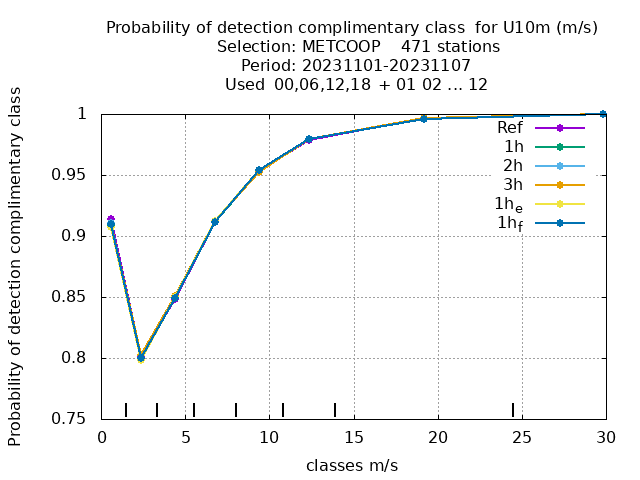 Probability of detection complimentary class  for U10m (m/s)
Selection: METCOOP    471 stations
Period: 20231101-20231107
Used  00,06,12,18  + 01 02 ... 12
Probability of detection complimentary class
1
0.95
0.9
0.85
0.8
0.75
Ref
1h
2h
3h
1he
1hf
0 5 10 15 20 25 30
classes m/s